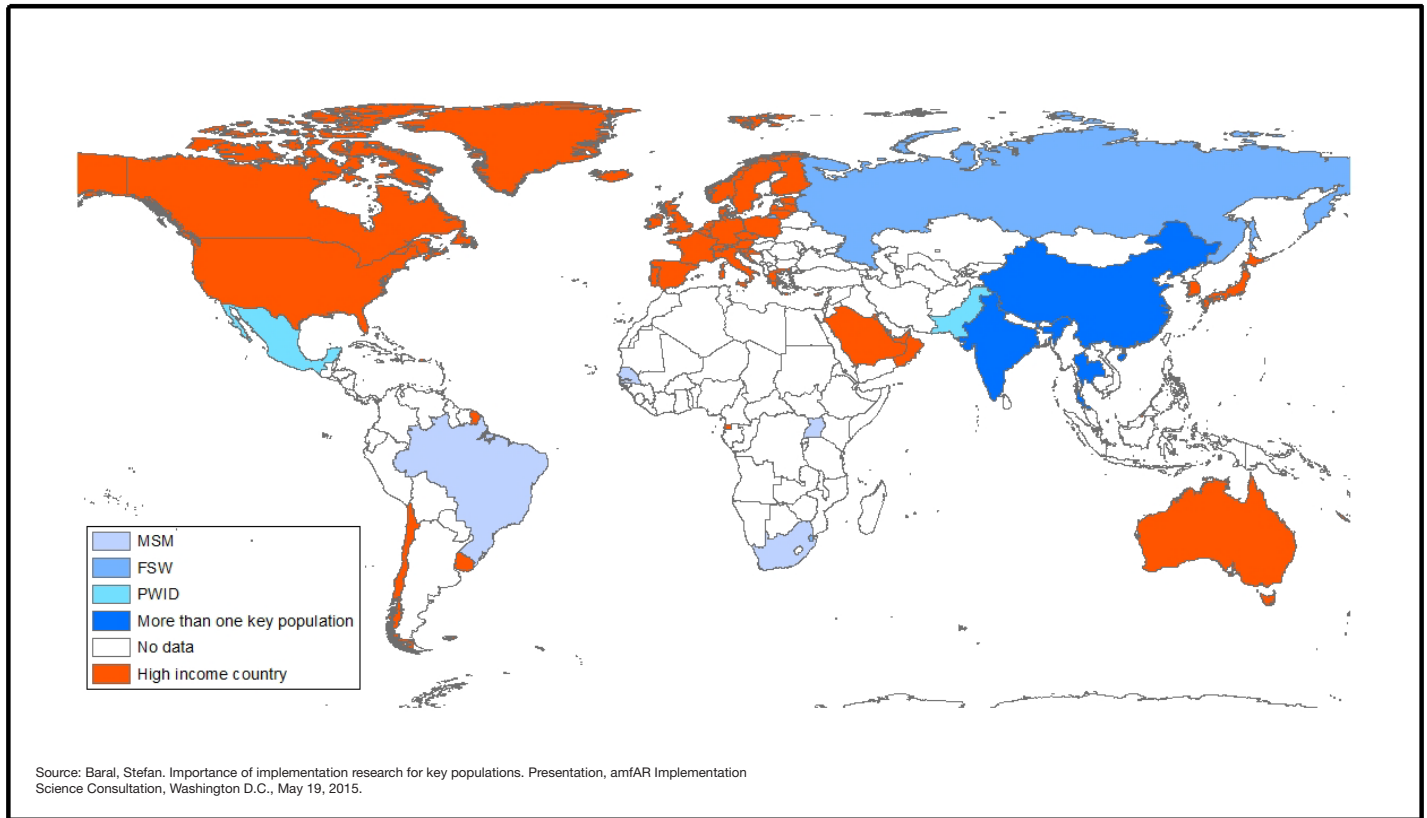 MSM
FSW
PWID
More than one key population
No data
High income country
Source: Baral, Stefan. Importance of implementation research for key populations. Presentation, amfAR Implementation
Science Consultation, Washington D.C., May 19, 2015.